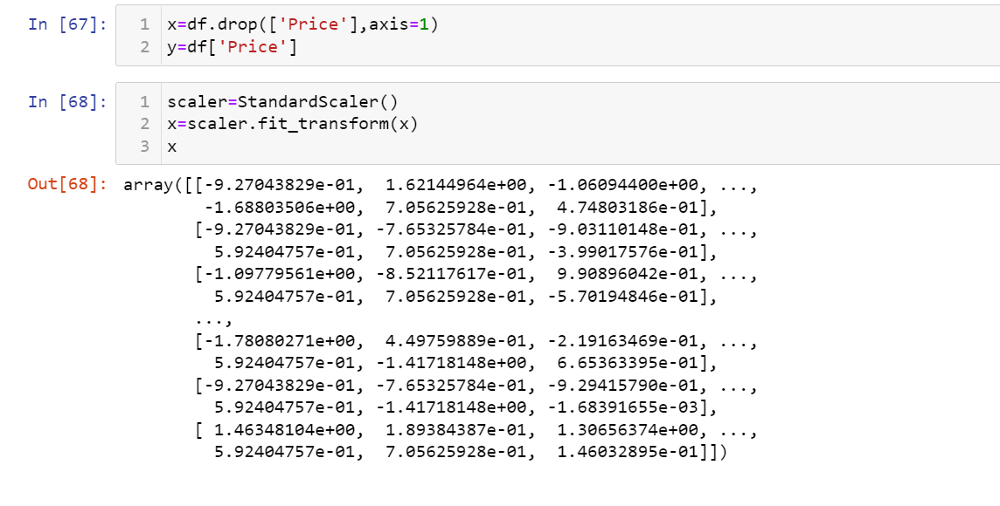 In [67]:
1 x=df.drop(['Price'],axis=1)
2 y=df['Price']
In [68]:
1 scaler=StandardScaler()
2 x=scaler.fit_transform(x)
3 x
Out[68]: array([[-9.27043829e-01,  1.62144964e+00, -1.06094400e+00, ...,
        -1.68803506e+00,  7.05625928e-01,  4.74803186e-01],
       [-9.27043829e-01, -7.65325784e-01, -9.03110148e-01, ...,
         5.92404757e-01,  7.05625928e-01, -3.99017576e-01],
       [-1.09779561e+00, -8.52117617e-01,  9.90896042e-01, ...,
         5.92404757e-01,  7.05625928e-01, -5.70194846e-01],
       ...,
       [-1.78080271e+00,  4.49759889e-01, -2.19163469e-01, ...,
         5.92404757e-01, -1.41718148e+00,  6.65363395e-01],
       [-9.27043829e-01, -7.65325784e-01, -9.29415790e-01, ...,
         5.92404757e-01, -1.41718148e+00, -1.68391655e-03],
       [ 1.46348104e+00,  1.89384387e-01,  1.30656374e+00, ...,
         5.92404757e-01,  7.05625928e-01,  1.46032895e-01]])